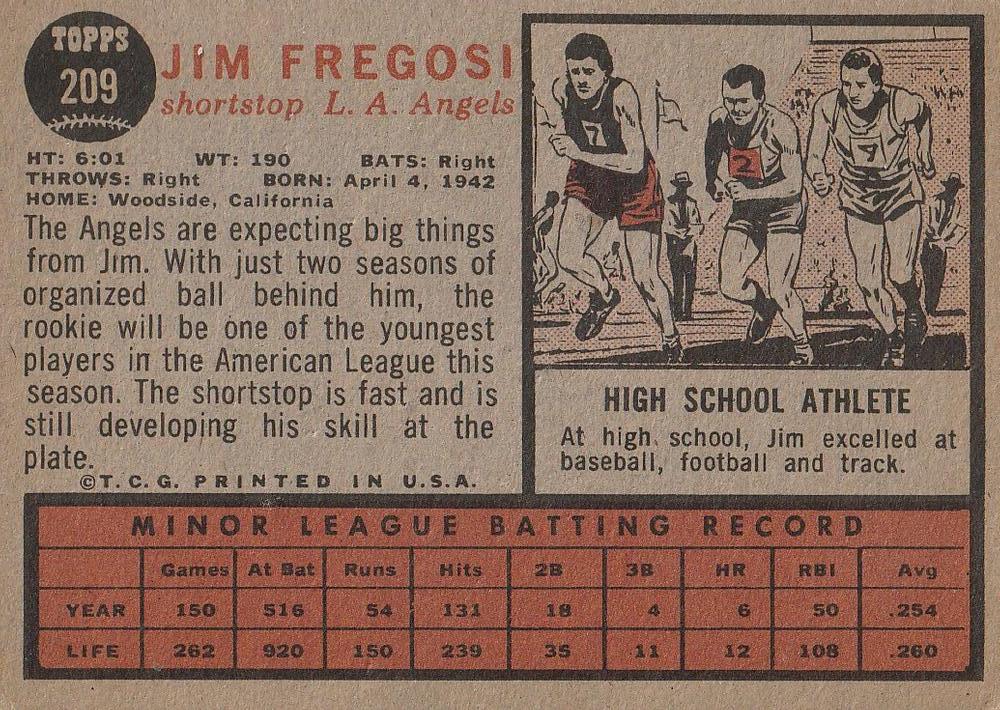 TOPPS
209
JIM FREGOSI
shortstop L. A. Angels
HT: 6:01 WT: 190 BATS: Right
THROWS: Right BORN: April 4, 1942
HOME: Woodside, California
The Angels are expecting big things
from Jim. With just two seasons of
organized ball behind him, the
rookie will be one of the youngest
players in the American League this
season. The shortstop is fast and is
still developing his skill at the
plate.
©T. C. G. PRINTED IN U.S.A.
7
2
7
HIGH SCHOOL ATHLETE
At high school, Jim excelled at
baseball, football and track.
MINOR LEAGUE BATTING RECORD
Games At Bat Runs Hits 2B 3B HR RBI Avg
YEAR 150 516 54 131 18 4 6 50 .254
LIFE 262 920 150 239 35 11 12 108 .260